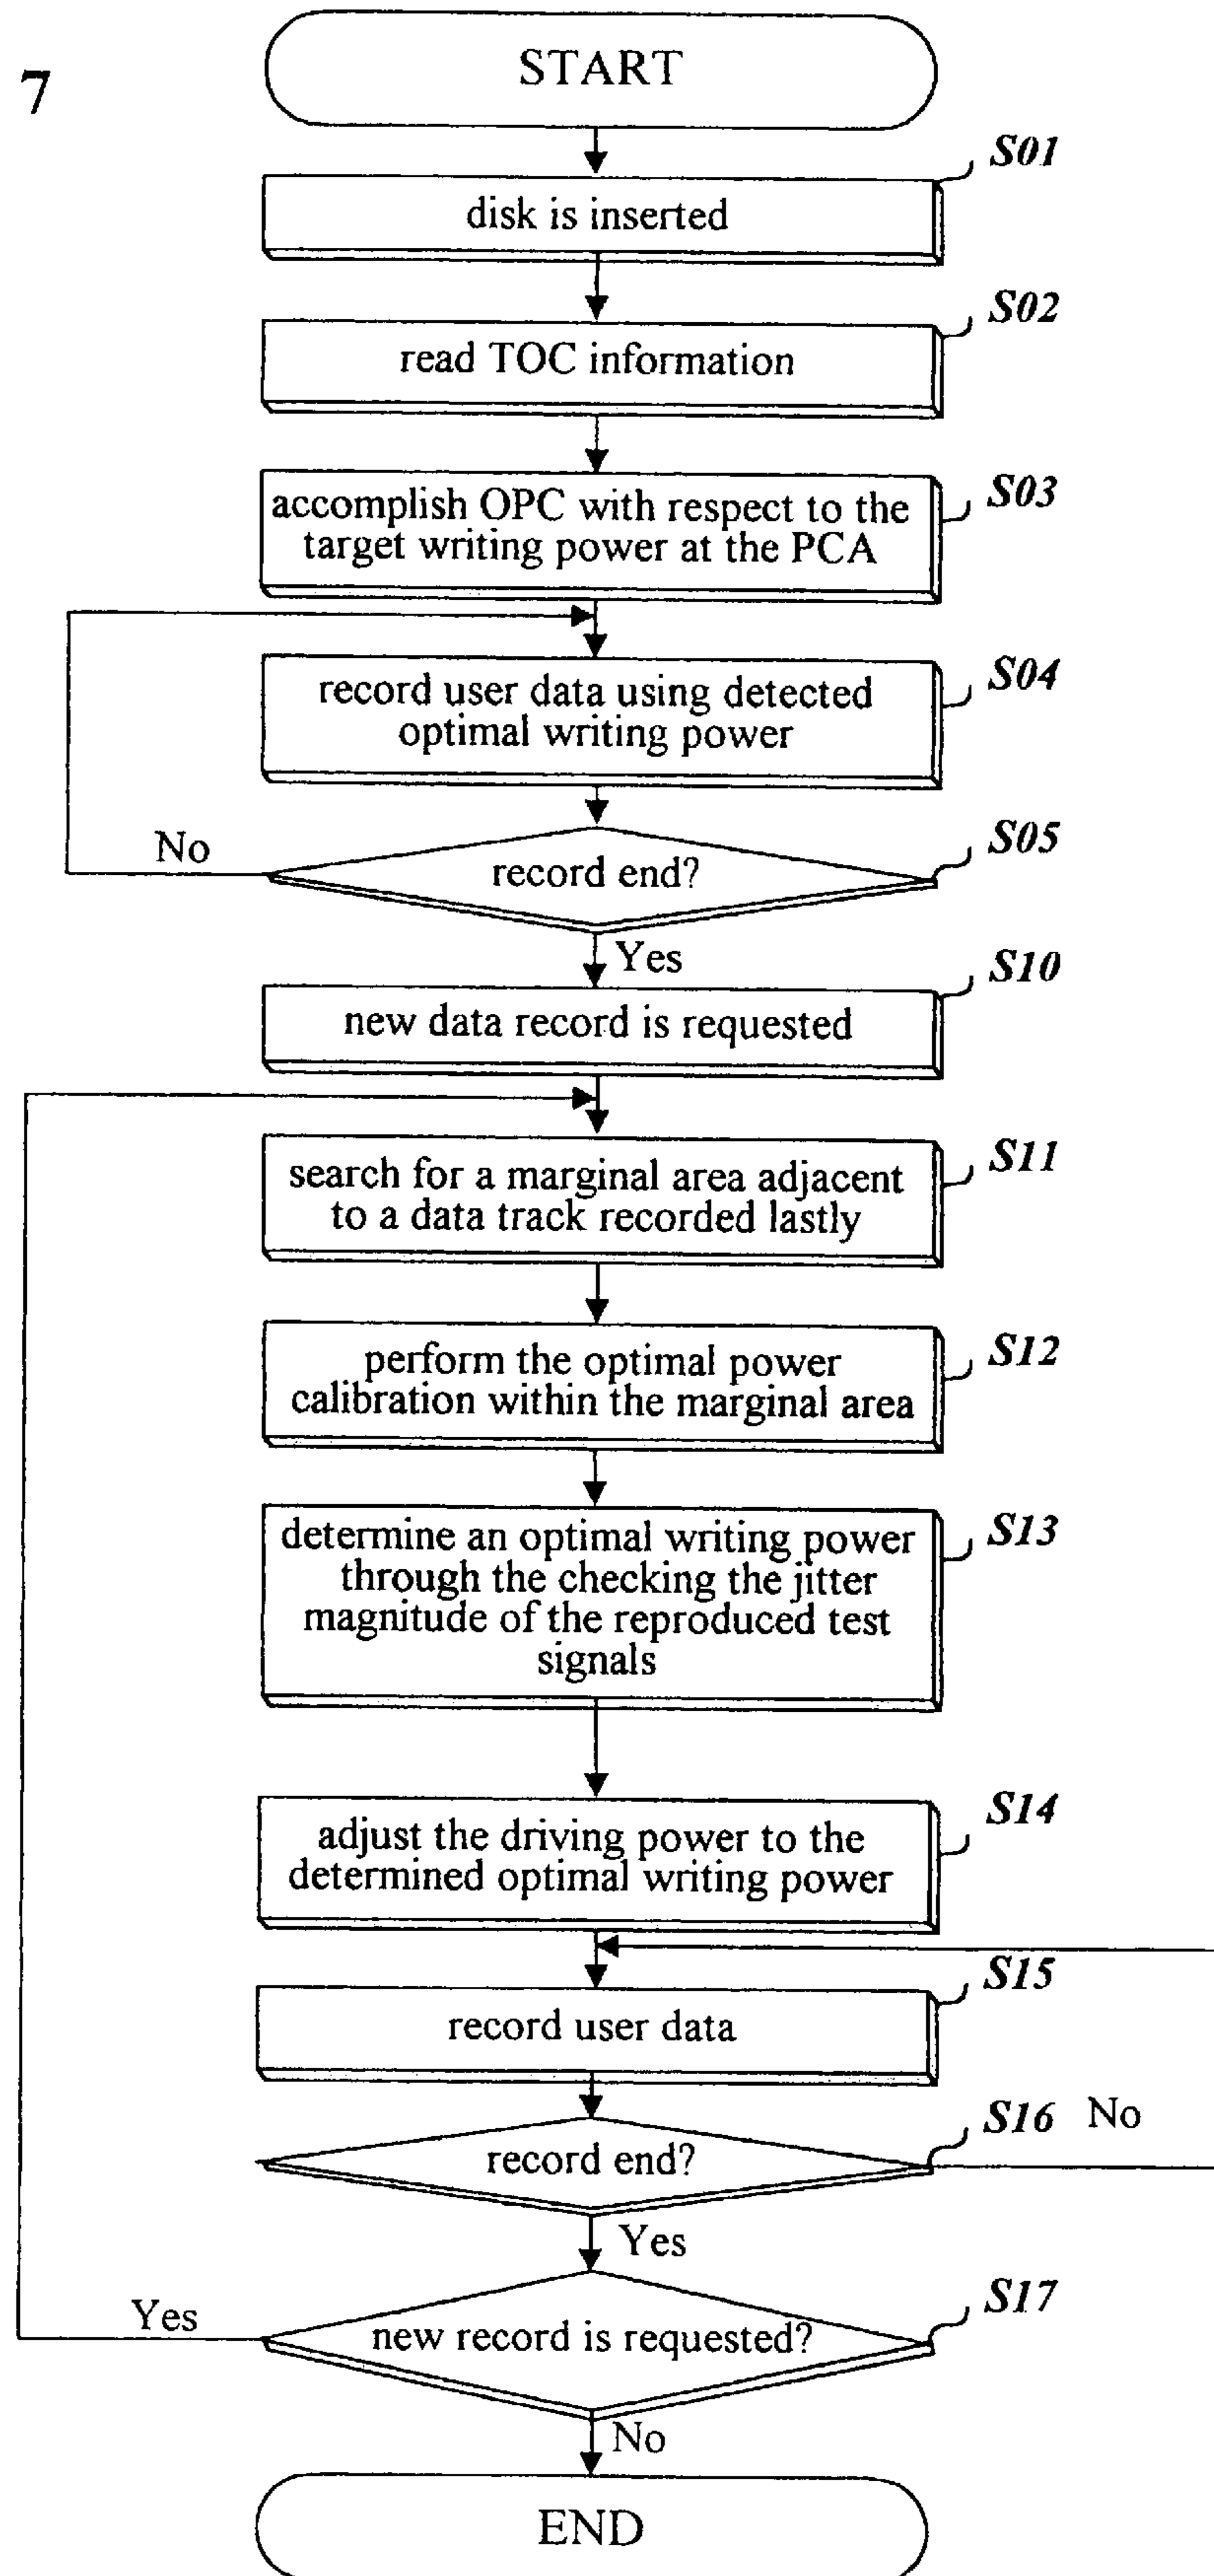 7
START
S01
disk is inserted
S02
read TOC information
S03
accomplish OPC with respect to the
target writing power at the PCA
S04
record user data using detected
optimal writing power
S05
No
record end?
Yes
S10
new data record is requested
S11
search for a marginal area adjacent
to a data track recorded lastly
S12
perform the optimal power
calibration within the marginal area
S13
determine an optimal writing power
through the checking the jitter
magnitude of the reproduced test
signals
S14
adjust the driving power to the
determined optimal writing power
S15
record user data
S16 No
record end?
Yes
S17
Yes
new record is requested?
No
END